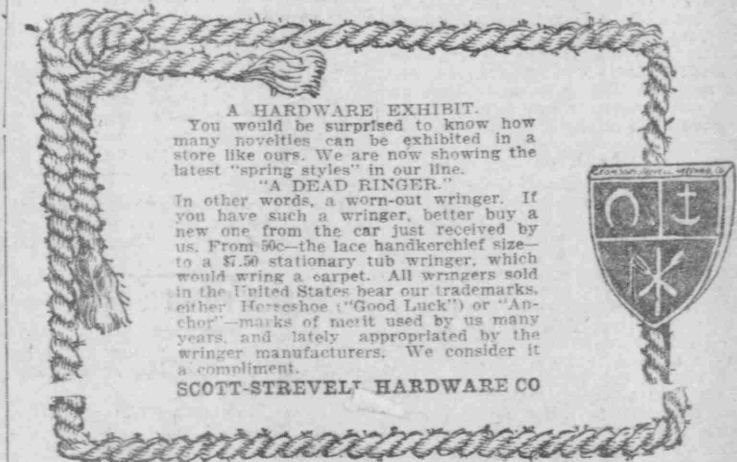 A HARDWARE EXHIBIT.
You would be surprised to know how
many novelties can be exhibited in a
store like ours. We are now showing the
latest "spring styles" in our line.
"A DEAD RINGER."
In other words, a worn-out wringer. If
you have such a wringer, better buy a
new one from the car just received by
us. From 50c—the lace handkerchief size—
to a $7.50 stationary tub wringer, which
would wring a carpet. All wringers sold
in the United States bear our trademarks,
either Horseshoe ("Good Luck") or "An-
chor"—marks of merit used by us many
years, and lately appropriated by the
wringer manufacturers. We consider it
a compliment.
SCOTT-STREVELL HARDWARE CO